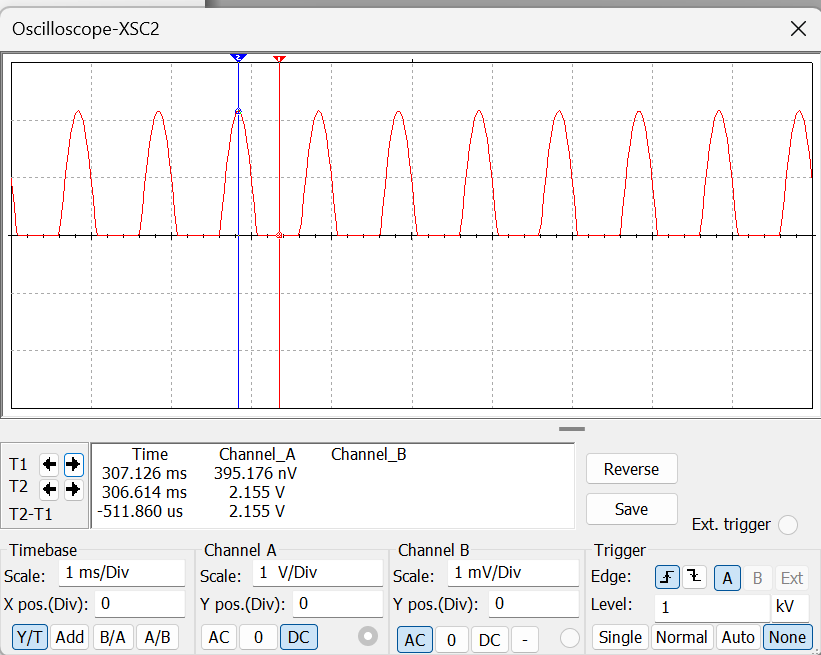 Oscilloscope-XSC2
2 1
T1
T2
T2-T1
Time Channel_A Channel_B
307.126 ms 395.176 nV
306.614 ms 2.155 V
-511.860 us 2.155 V
Reverse
Save
Ext. trigger
Timebase
Scale: 1 ms/Div
X pos.(Div): 0
Y/T Add B/A A/B
Channel A
Scale: 1 V/Div
Y pos.(Div): 0
AC 0 DC
Channel B
Scale: 1 mV/Div
Y pos.(Div): 0
AC 0 DC -
Trigger
Edge: A B Ext
Level: 1 kV
Single Normal Auto None